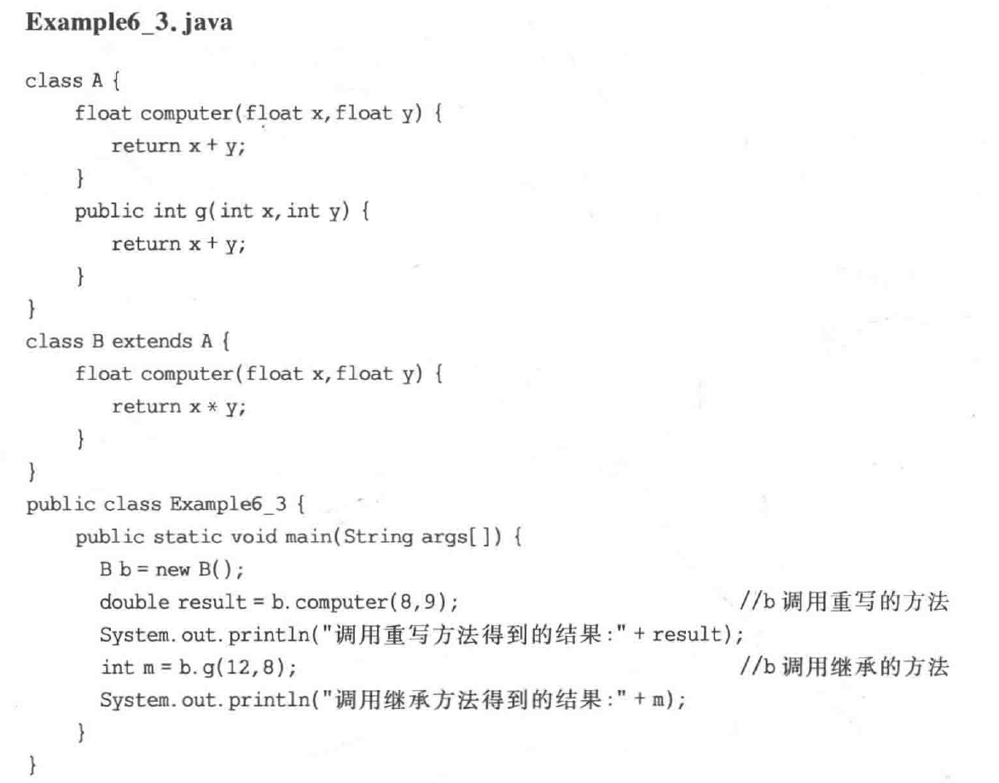 Example6_3.java
class A {
float computer(float x,float y) {
return x + y;
}
public int g(int x,int y) {
return x + y;
}
}
class B extends A {
float computer(float x,float y) {
return x * y;
}
}
public class Example6_3 {
public static void main(String args[]) {
B b = new B();
double result = b.computer(8,9); //b 调用重写的方法
System.out.println("调用重写方法得到的结果:" + result);
int m = b.g(12,8); //b 调用继承的方法
System.out.println("调用继承方法得到的结果:" + m);
}
}